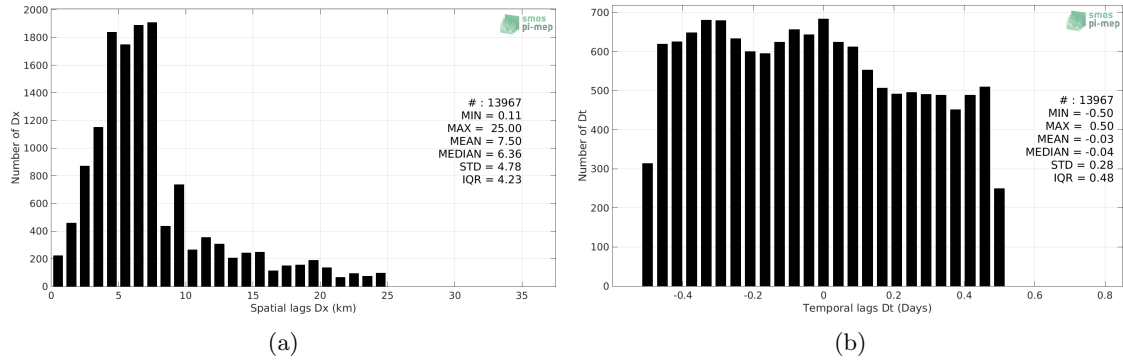 2000
1800
1600
1400
1200
1000
800
600
400
200
0
Number of Dx
0 5 10 15 20 25 30 35
Spatial lags Dx (km)
smos
pi-mep
# : 13967
MIN = 0.11
MAX = 25.00
MEAN = 7.50
MEDIAN = 6.36
STD = 4.78
IQR = 4.23
(a)
700
600
500
400
300
200
100
0
Number of Dt
-0.4 -0.2 0 0.2 0.4 0.6 0.8
Temporal lags Dt (Days)
smos
pi-mep
# : 13967
MIN = -0.50
MAX = 0.50
MEAN = -0.03
MEDIAN = -0.04
STD = 0.28
IQR = 0.48
(b)